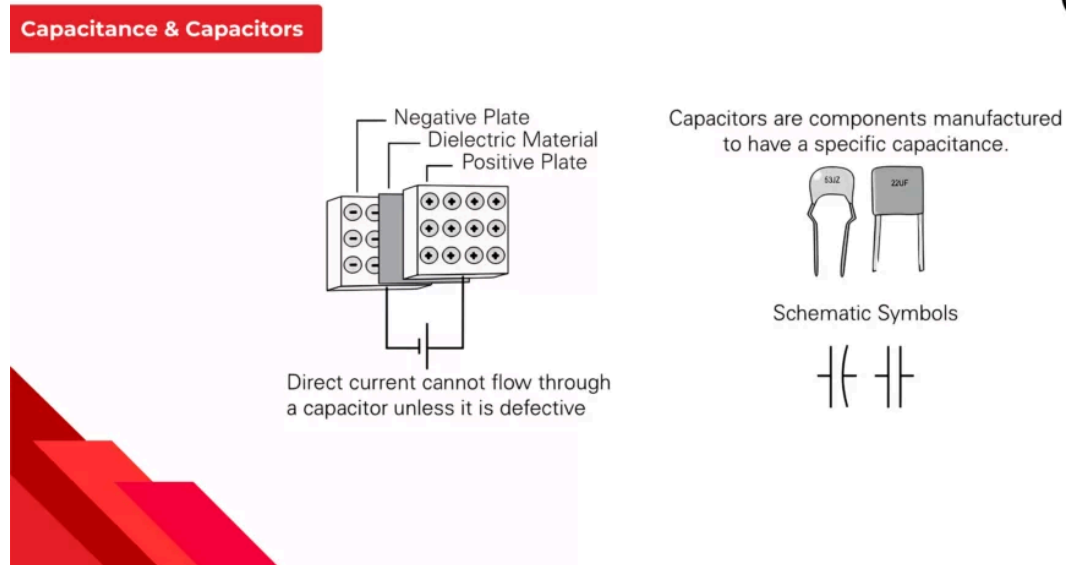 Capacitance & Capacitors
Negative Plate
Dielectric Material
Positive Plate
Direct current cannot flow through
a capacitor unless it is defective
Capacitors are components manufactured
to have a specific capacitance.
53JZ
22UF
Schematic Symbols